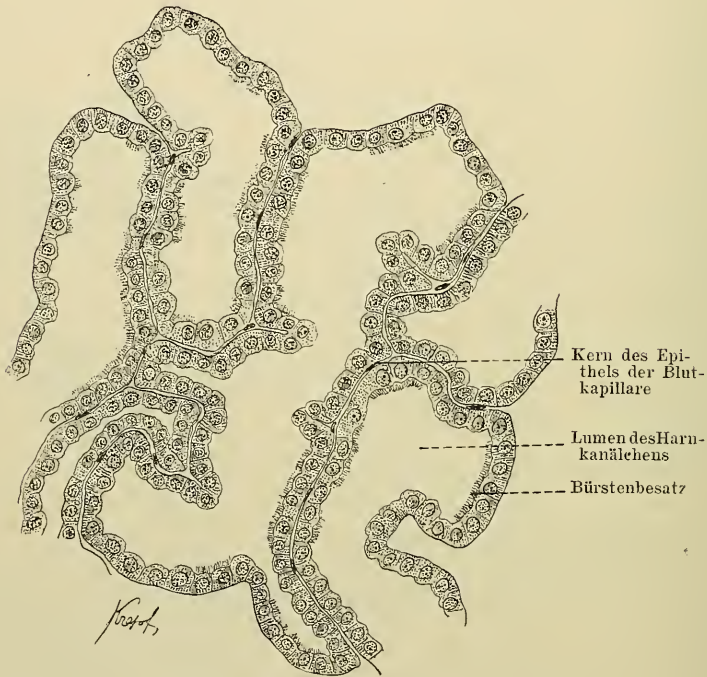 Kern des Epi-
thels der Blut-
kapillare
Lumen des Harn-
kanälchens
Bürstenbesatz